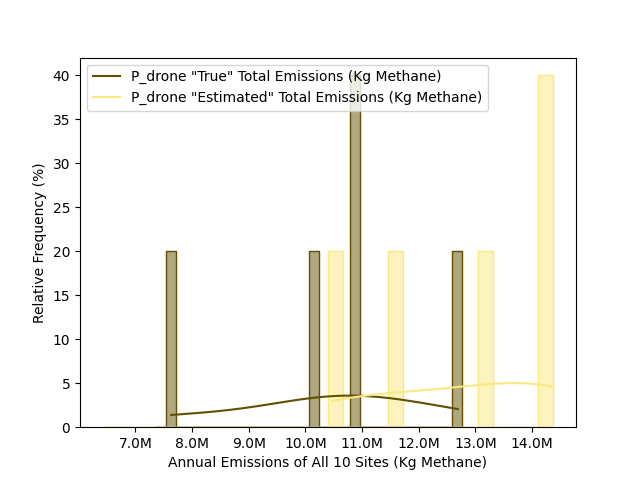 P_drone "True" Total Emissions (Kg Methane)
P_drone "Estimated" Total Emissions (Kg Methane)
40
35
30
25
20
15
10
5
0
Relative Frequency (%)
7.0M 8.0M 9.0M 10.0M 11.0M 12.0M 13.0M 14.0M
Annual Emissions of All 10 Sites (Kg Methane)